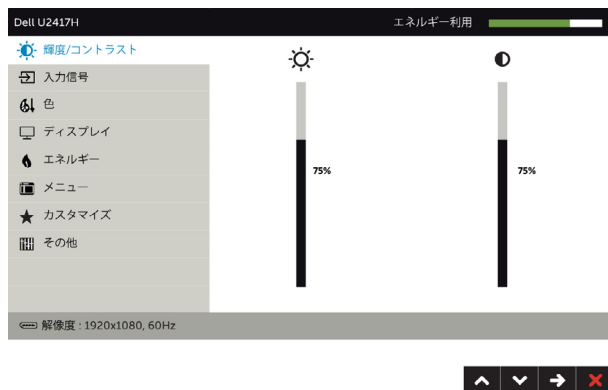 Dell U2417H
エネルギー利用
輝度/コントラスト
入力信号
色
ディスプレイ
エネルギー
メニュー
カスタマイズ
その他
75%
75%
解像度 : 1920x1080, 60Hz